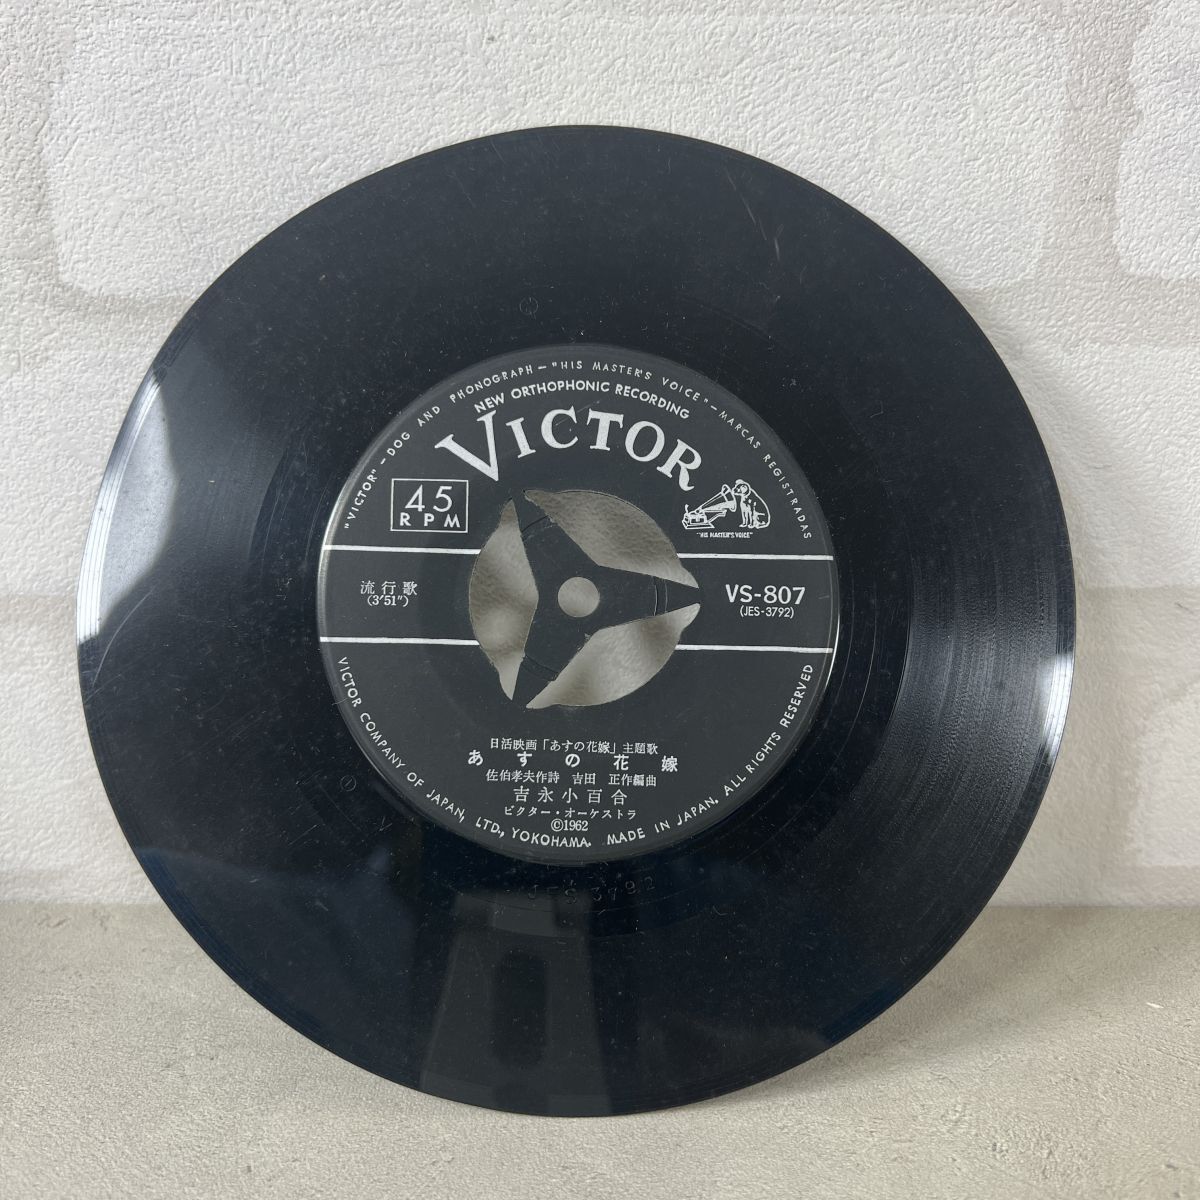 "VICTOR" – DOG AND PHONOGRAPH – "HIS MASTER'S VOICE" – MARCAS REGISTRADAS
NEW ORTHOPHONIC RECORDING
VICTOR
45
RPM
"HIS MASTER'S VOICE"
流行歌
(3′51″)
VS-807
(JES-3792)
日活映画「あすの花嫁」主題歌
あすの花嫁
佐伯孝夫作詩 吉田 正作編曲
吉永小百合
ビクター・オーケストラ
©1962
VICTOR COMPANY OF JAPAN, LTD., YOKOHAMA. MADE IN JAPAN. ALL RIGHTS RESERVED
JES 3792